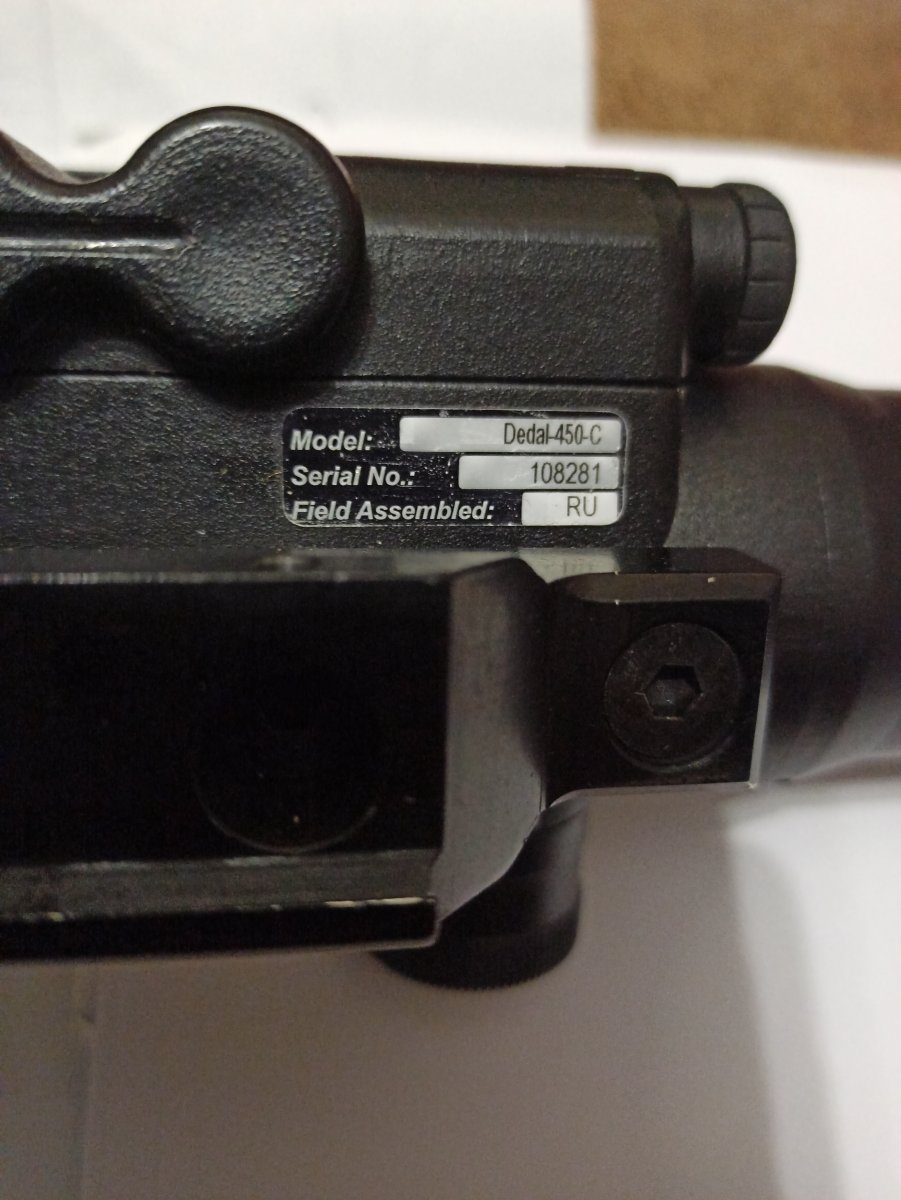 Model: Dedal-450-C
Serial No.: 108281
Field Assembled: RU